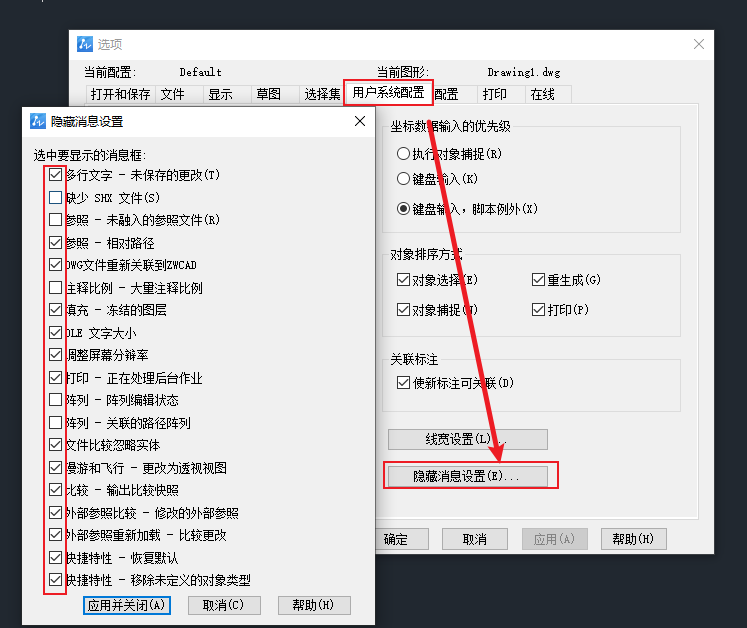 选项
当前配置: Default 当前图形: Drawing1.dwg
打开和保存 文件 显示 草图 选择集 用户系统配置 配置 打印 在线
隐藏消息设置
选中要显示的消息框:
多行文字 - 未保存的更改(T)
缺少 SHX 文件(S)
参照 - 未融入的参照文件(R)
参照 - 相对路径
DWG文件重新关联到ZWCAD
注释比例 - 大量注释比例
填充 - 冻结的图层
OLE 文字大小
调整屏幕分辩率
打印 - 正在处理后台作业
阵列 - 阵列编辑状态
阵列 - 关联的路径阵列
文件比较忽略实体
漫游和飞行 - 更改为透视视图
比较 - 输出比较快照
外部参照比较 - 修改的外部参照
外部参照重新加载 - 比较更改
快捷特性 - 恢复默认
快捷特性 - 移除未定义的对象类型
应用并关闭(A) 取消(C) 帮助(H)
坐标数据输入的优先级
执行对象捕捉(R)
键盘输入(K)
键盘输入，脚本例外(X)
对象排序方式
对象选择(E) 重生成(G)
对象捕捉(N) 打印(P)
关联标注
使新标注可关联(D)
线宽设置(L)...
隐藏消息设置(E)...
确定 取消 应用(A) 帮助(H)